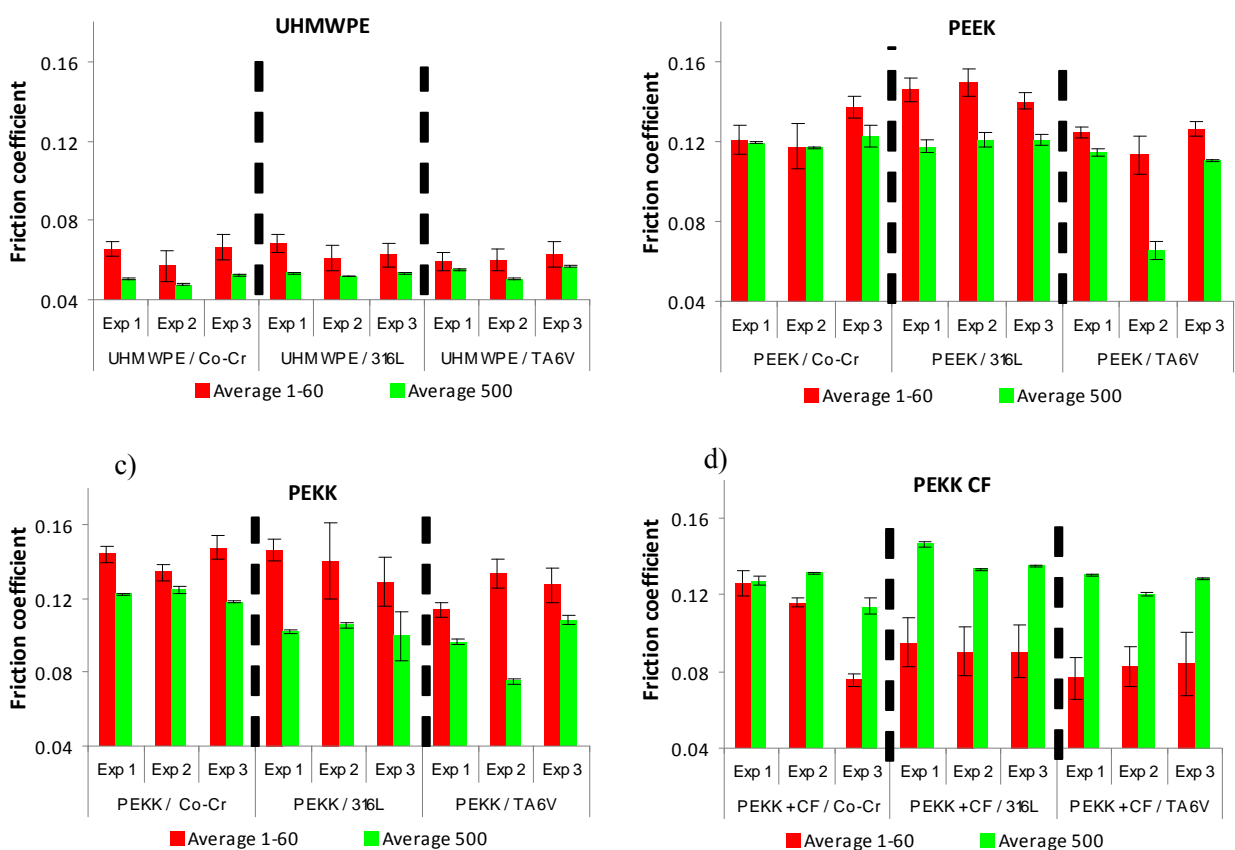 UHMWPE
Friction coefficient
0.16
0.12
0.08
0.04
Exp 1 Exp 2 Exp 3 Exp 1 Exp 2 Exp 3 Exp 1 Exp 2 Exp 3
UHMWPE / Co-Cr UHMWPE / 316L UHMWPE / TA6V
Average 1-60 Average 500
PEEK
Friction coefficient
0.16
0.12
0.08
0.04
Exp 1 Exp 2 Exp 3 Exp 1 Exp 2 Exp 3 Exp 1 Exp 2 Exp 3
PEEK / Co-Cr PEEK / 316L PEEK / TA6V
Average 1-60 Average 500
c)
PEKK
Friction coefficient
0.16
0.12
0.08
0.04
Exp 1 Exp 2 Exp 3 Exp 1 Exp 2 Exp 3 Exp 1 Exp 2 Exp 3
PEKK / Co-Cr PEKK / 316L PEKK / TA6V
Average 1-60 Average 500
d)
PEKK CF
Friction coefficient
0.16
0.12
0.08
0.04
Exp 1 Exp 2 Exp 3 Exp 1 Exp 2 Exp 3 Exp 1 Exp 2 Exp 3
PEKK +CF / Co-Cr PEKK +CF / 316L PEKK +CF / TA6V
Average 1-60 Average 500